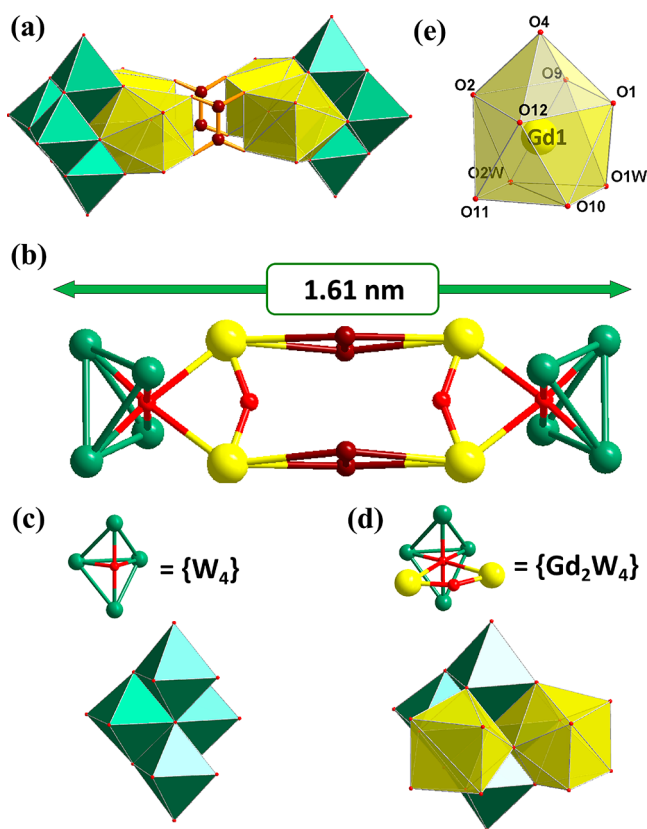 (a)
(e)
O4
O2
O9
O1
O12
Gd1
O2W
O1W
O11
O10
(b)
1.61 nm
(c)
(d)
= {W4}
= {Gd2W4}